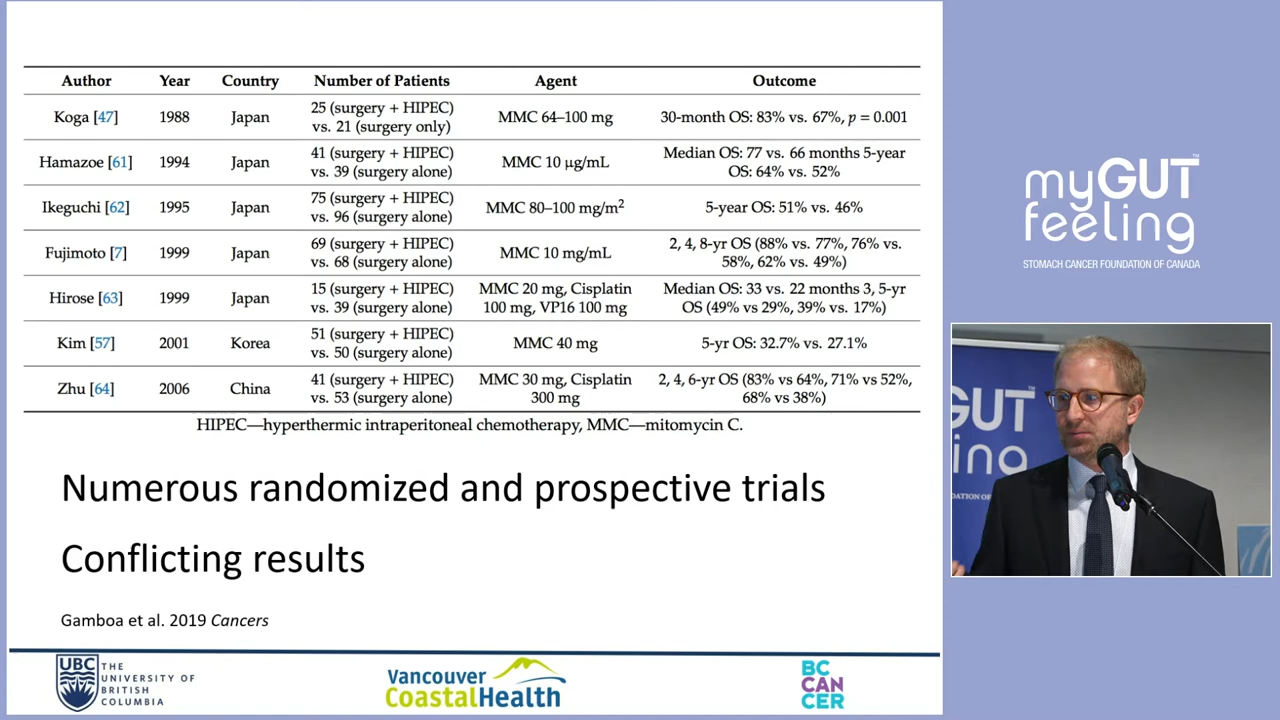 Author Year Country Number of Patients Agent Outcome
Koga [47] 1988 Japan 25 (surgery + HIPEC) vs. 21 (surgery only) MMC 64–100 mg 30-month OS: 83% vs. 67%, p = 0.001
Hamazoe [61] 1994 Japan 41 (surgery + HIPEC) vs. 39 (surgery alone) MMC 10 µg/mL Median OS: 77 vs. 66 months 5-year OS: 64% vs. 52%
Ikeguchi [62] 1995 Japan 75 (surgery + HIPEC) vs. 96 (surgery alone) MMC 80–100 mg/m² 5-year OS: 51% vs. 46%
Fujimoto [7] 1999 Japan 69 (surgery + HIPEC) vs. 68 (surgery alone) MMC 10 mg/mL 2, 4, 8-yr OS (88% vs. 77%, 76% vs. 58%, 62% vs. 49%)
Hirose [63] 1999 Japan 15 (surgery + HIPEC) vs. 39 (surgery alone) MMC 20 mg, Cisplatin 100 mg, VP16 100 mg Median OS: 33 vs. 22 months 3, 5-yr OS (49% vs 29%, 39% vs. 17%)
Kim [57] 2001 Korea 51 (surgery + HIPEC) vs. 50 (surgery alone) MMC 40 mg 5-yr OS: 32.7% vs. 27.1%
Zhu [64] 2006 China 41 (surgery + HIPEC) vs. 53 (surgery alone) MMC 30 mg, Cisplatin 300 mg 2, 4, 6-yr OS (83% vs 64%, 71% vs 52%, 68% vs 38%)
HIPEC—hyperthermic intraperitoneal chemotherapy, MMC—mitomycin C.
Numerous randomized and prospective trials
Conflicting results
Gamboa et al. 2019 Cancers
UBC THE UNIVERSITY OF BRITISH COLUMBIA
Vancouver
CoastalHealth
BC
CAN
CER
myGUT™
feeling
STOMACH CANCER FOUNDATION OF CANADA
GUT™
ling
DATION OF